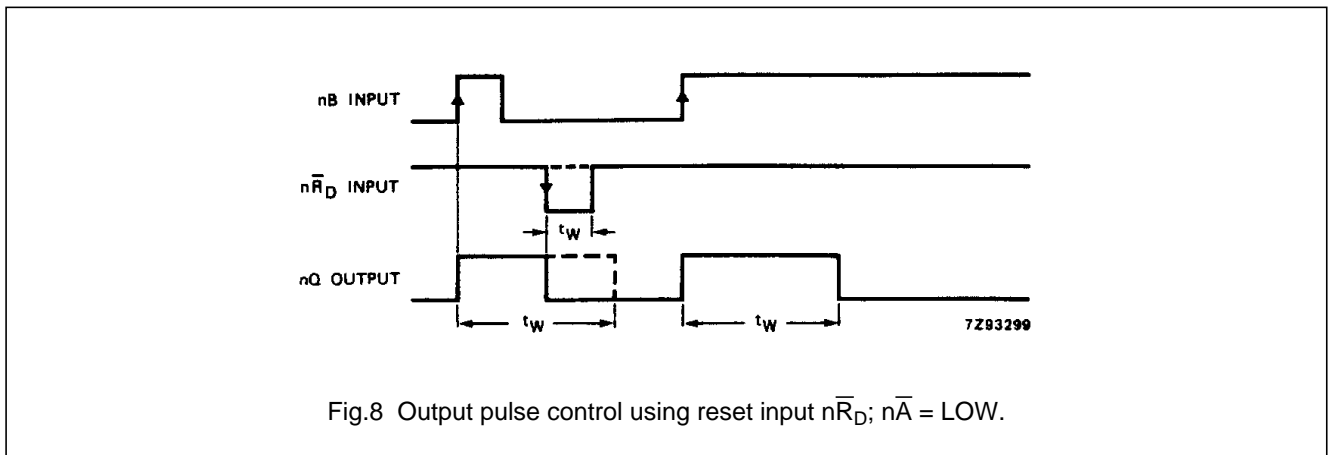 nB INPUT
nR̅D INPUT
tW
nQ OUTPUT
tW
tW
7Z93299
Fig.8 Output pulse control using reset input nR̅D; nA̅ = LOW.